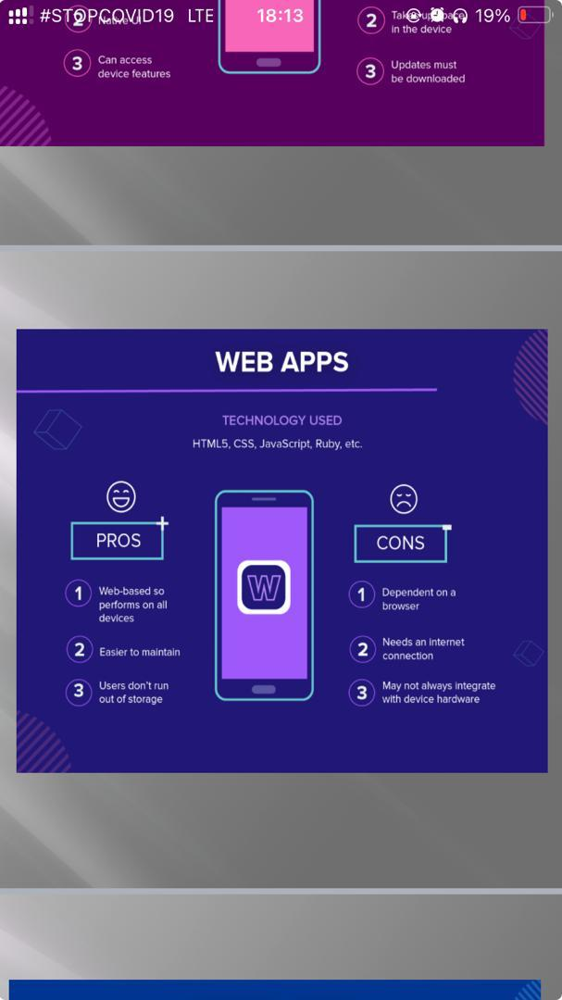 #STOPCOVID19 LTE 18:13 19%
2 Native UI
3 Can access
device features
2 Takes up space
in the device
3 Updates must
be downloaded
WEB APPS
TECHNOLOGY USED
HTML5, CSS, JavaScript, Ruby, etc.
PROS
1 Web-based so
performs on all
devices
2 Easier to maintain
3 Users don't run
out of storage
W
CONS
1 Dependent on a
browser
2 Needs an internet
connection
3 May not always integrate
with device hardware